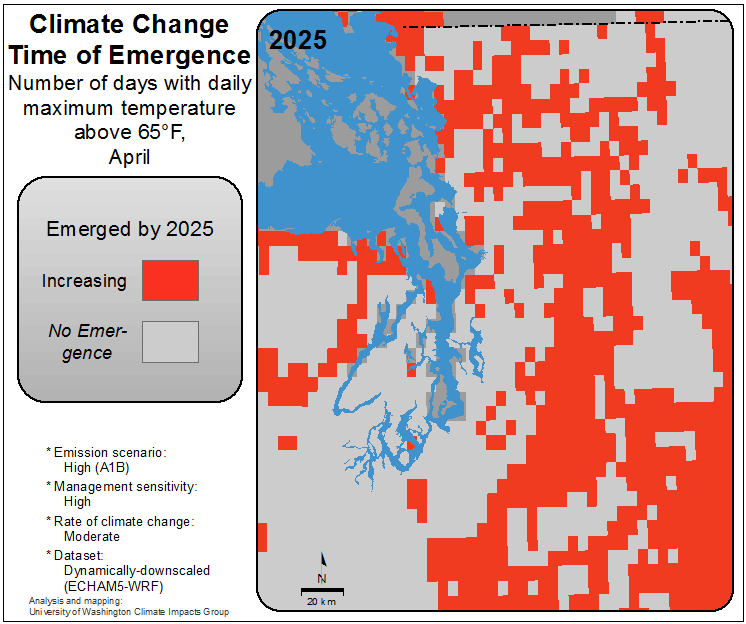 Climate Change
Time of Emergence
Number of days with daily
maximum temperature
above 65°F,
April
Emerged by 2025
Increasing
No Emer-
gence
* Emission scenario:
High (A1B)
* Management sensitivity:
High
* Rate of climate change:
Moderate
* Dataset:
Dynamically-downscaled
(ECHAM5-WRF)
Analysis and mapping:
University of Washington Climate Impacts Group
2025
N
20 km